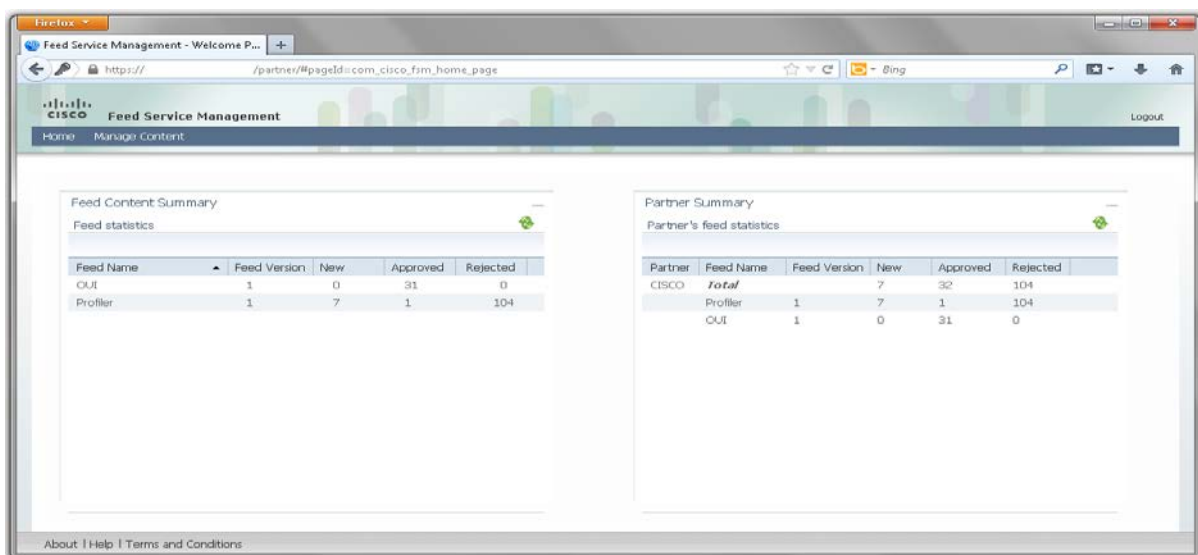 Firefox
Feed Service Management - Welcome P...
https:// /partner/#pageId=com_cisco_fsm_home_page
Bing
CISCO Feed Service Management
Logout
Home Manage Content
Feed Content Summary
Feed statistics
Feed Name Feed Version New Approved Rejected
OUI 1 0 31 0
Profiler 1 7 1 104
Partner Summary
Partner's feed statistics
Partner Feed Name Feed Version New Approved Rejected
CISCO Total 7 32 104
Profiler 1 7 1 104
OUI 1 0 31 0
About | Help | Terms and Conditions